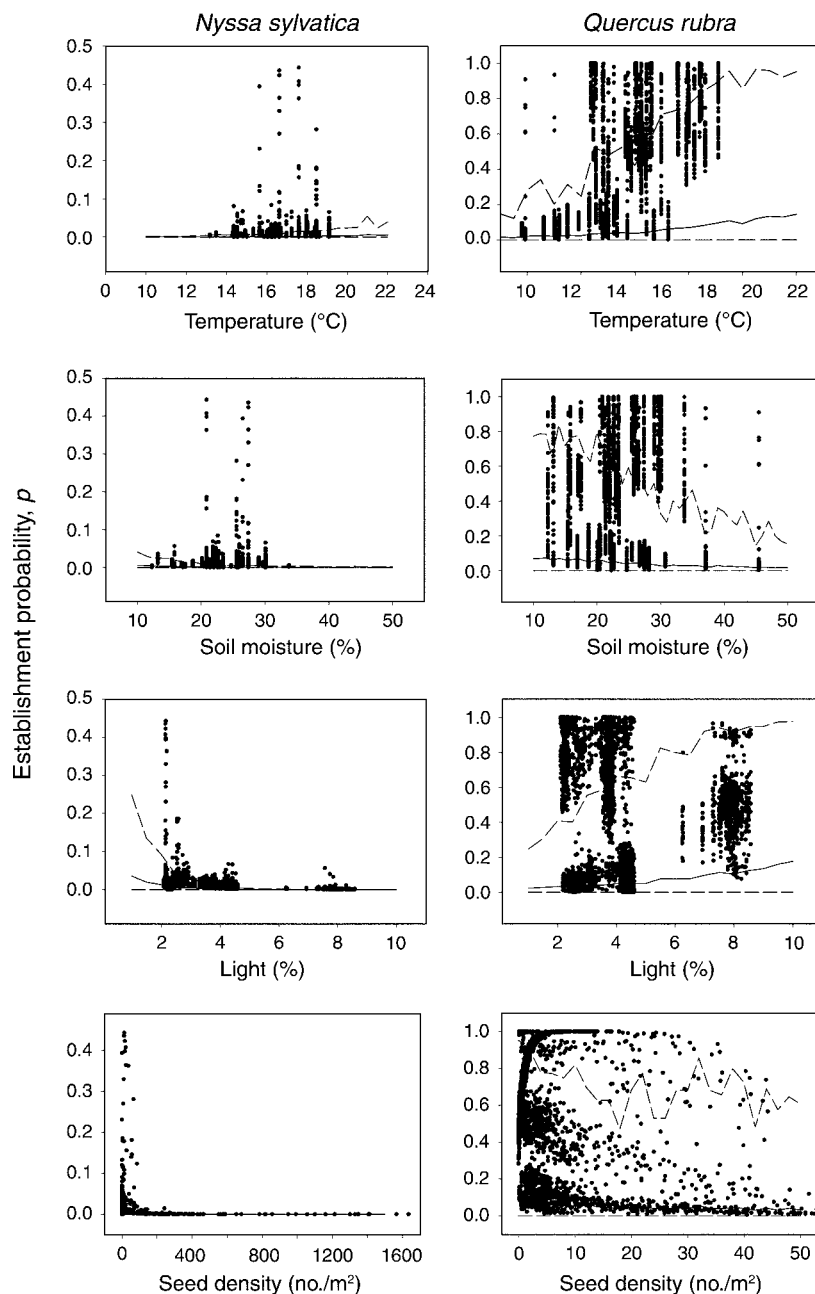 Nyssa sylvatica Quercus rubra
Establishment probability, p
0.5
0.4
0.3
0.2
0.1
0.0
10 12 14 16 18 20 22 24
Temperature (°C)
1.0
0.8
0.6
0.4
0.2
0.0
10 12 14 16 18 20 22
Temperature (°C)
0.5
0.4
0.3
0.2
0.1
0.0
10 20 30 40 50
Soil moisture (%)
1.0
0.8
0.6
0.4
0.2
0.0
10 20 30 40 50
Soil moisture (%)
0.5
0.4
0.3
0.2
0.1
0.0
2 4 6 8 10
Light (%)
1.0
0.8
0.6
0.4
0.2
0.0
2 4 6 8 10
Light (%)
0.4
0.3
0.2
0.1
0.0
0 400 800 1200 1600
Seed density (no./m²)
1.0
0.8
0.6
0.4
0.2
0.0
0 10 20 30 40 50
Seed density (no./m²)